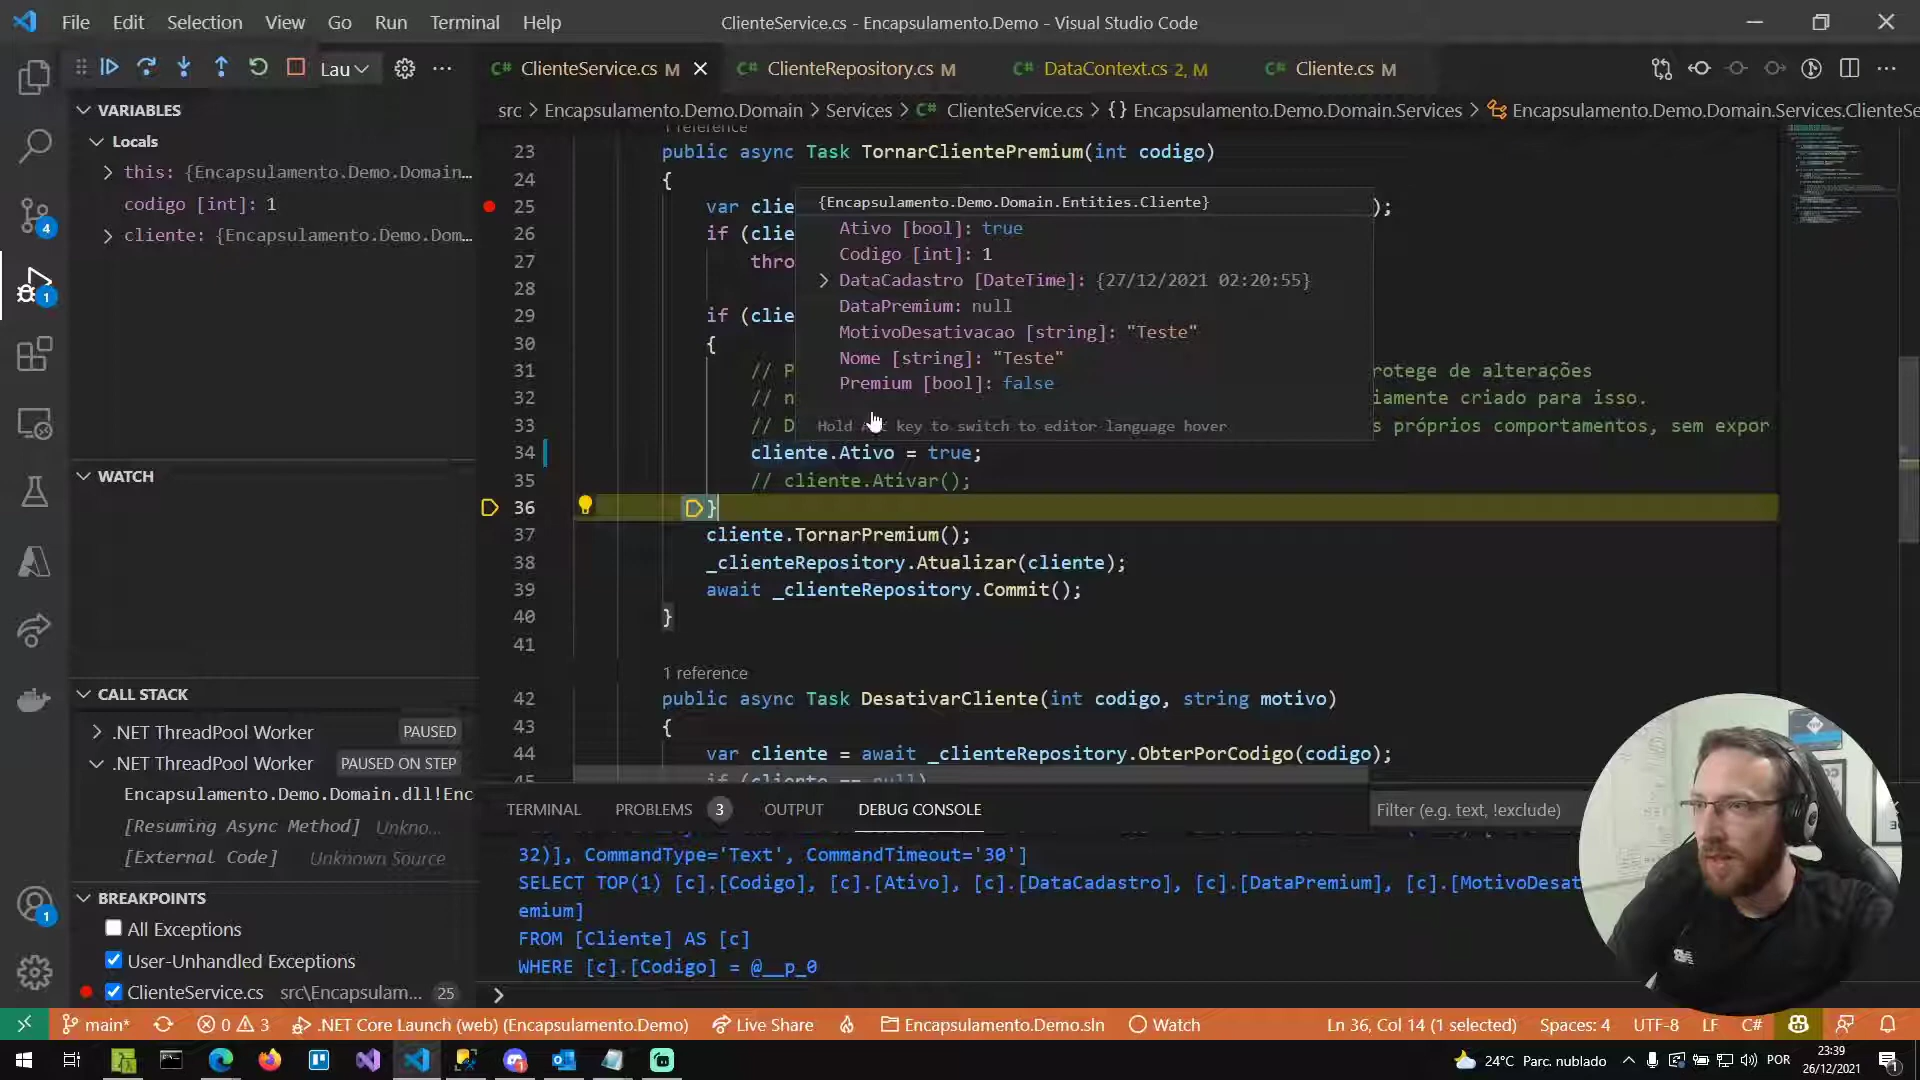 File Edit Selection View Go Run Terminal Help
ClienteService.cs - Encapsulamento.Demo - Visual Studio Code
Lau
ClienteService.cs M
ClienteRepository.cs M
DataContext.cs 2, M
Cliente.cs M
src > Encapsulamento.Demo.Domain > Services > ClienteService.cs > {} Encapsulamento.Demo.Domain.Services > Encapsulamento.Demo.Domain.Services.ClienteSe
VARIABLES
Locals
this: {Encapsulamento.Demo.Domain...
codigo [int]: 1
cliente: {Encapsulamento.Demo.Dom...
WATCH
CALL STACK
.NET ThreadPool Worker PAUSED
.NET ThreadPool Worker PAUSED ON STEP
Encapsulamento.Demo.Domain.dll!Enc
[Resuming Async Method] Unkno...
[External Code] Unknown Source
BREAKPOINTS
All Exceptions
User-Unhandled Exceptions
ClienteService.cs src\Encapsulam... 25
4
1
1
1 reference
23 public async Task TornarClientePremium(int codigo)
24 {
25 var clie );
26 if (clie
27 thro
28
29 if (clie
30 {
31 // P rotege de alterações
32 // n iamente criado para isso.
33 // D s próprios comportamentos, sem expor
34 cliente.Ativo = true;
35 // cliente.Ativar();
36 }
37 cliente.TornarPremium();
38 _clienteRepository.Atualizar(cliente);
39 await _clienteRepository.Commit();
40 }
41
1 reference
42 public async Task DesativarCliente(int codigo, string motivo)
43 {
44 var cliente = await _clienteRepository.ObterPorCodigo(codigo);
45 if (cliente == null)
{Encapsulamento.Demo.Domain.Entities.Cliente}
Ativo [bool]: true
Codigo [int]: 1
DataCadastro [DateTime]: {27/12/2021 02:20:55}
DataPremium: null
MotivoDesativacao [string]: "Teste"
Nome [string]: "Teste"
Premium [bool]: false
Hold key to switch to editor language hover
TERMINAL PROBLEMS 3 OUTPUT DEBUG CONSOLE
Filter (e.g. text, !exclude)
32)], CommandType='Text', CommandTimeout='30']
SELECT TOP(1) [c].[Codigo], [c].[Ativo], [c].[DataCadastro], [c].[DataPremium], [c].[MotivoDesat
emium]
FROM [Cliente] AS [c]
WHERE [c].[Codigo] = @__p_0
>
main* 0 3 .NET Core Launch (web) (Encapsulamento.Demo) Live Share Encapsulamento.Demo.sln Watch
Ln 36, Col 14 (1 selected) Spaces: 4 UTF-8 LF C#
24°C Parc. nublado POR 23:39
26/12/2021
1